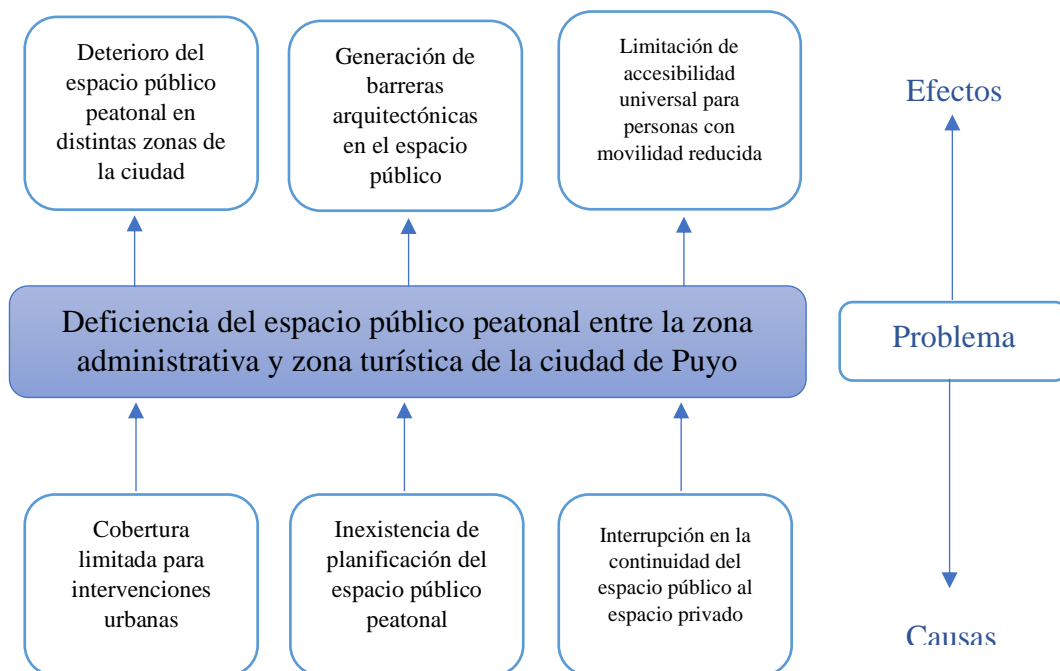 Deterioro del
espacio público
peatonal en
distintas zonas de
la ciudad
Generación de
barreras
arquitectónicas
en el espacio
público
Limitación de
accesibilidad
universal para
personas con
movilidad reducida
Efectos
Deficiencia del espacio público peatonal entre la zona
administrativa y zona turística de la ciudad de Puyo
Problema
Cobertura
limitada para
intervenciones
urbanas
Inexistencia de
planificación del
espacio público
peatonal
Interrupción en la
continuidad del
espacio público al
espacio privado
Causas